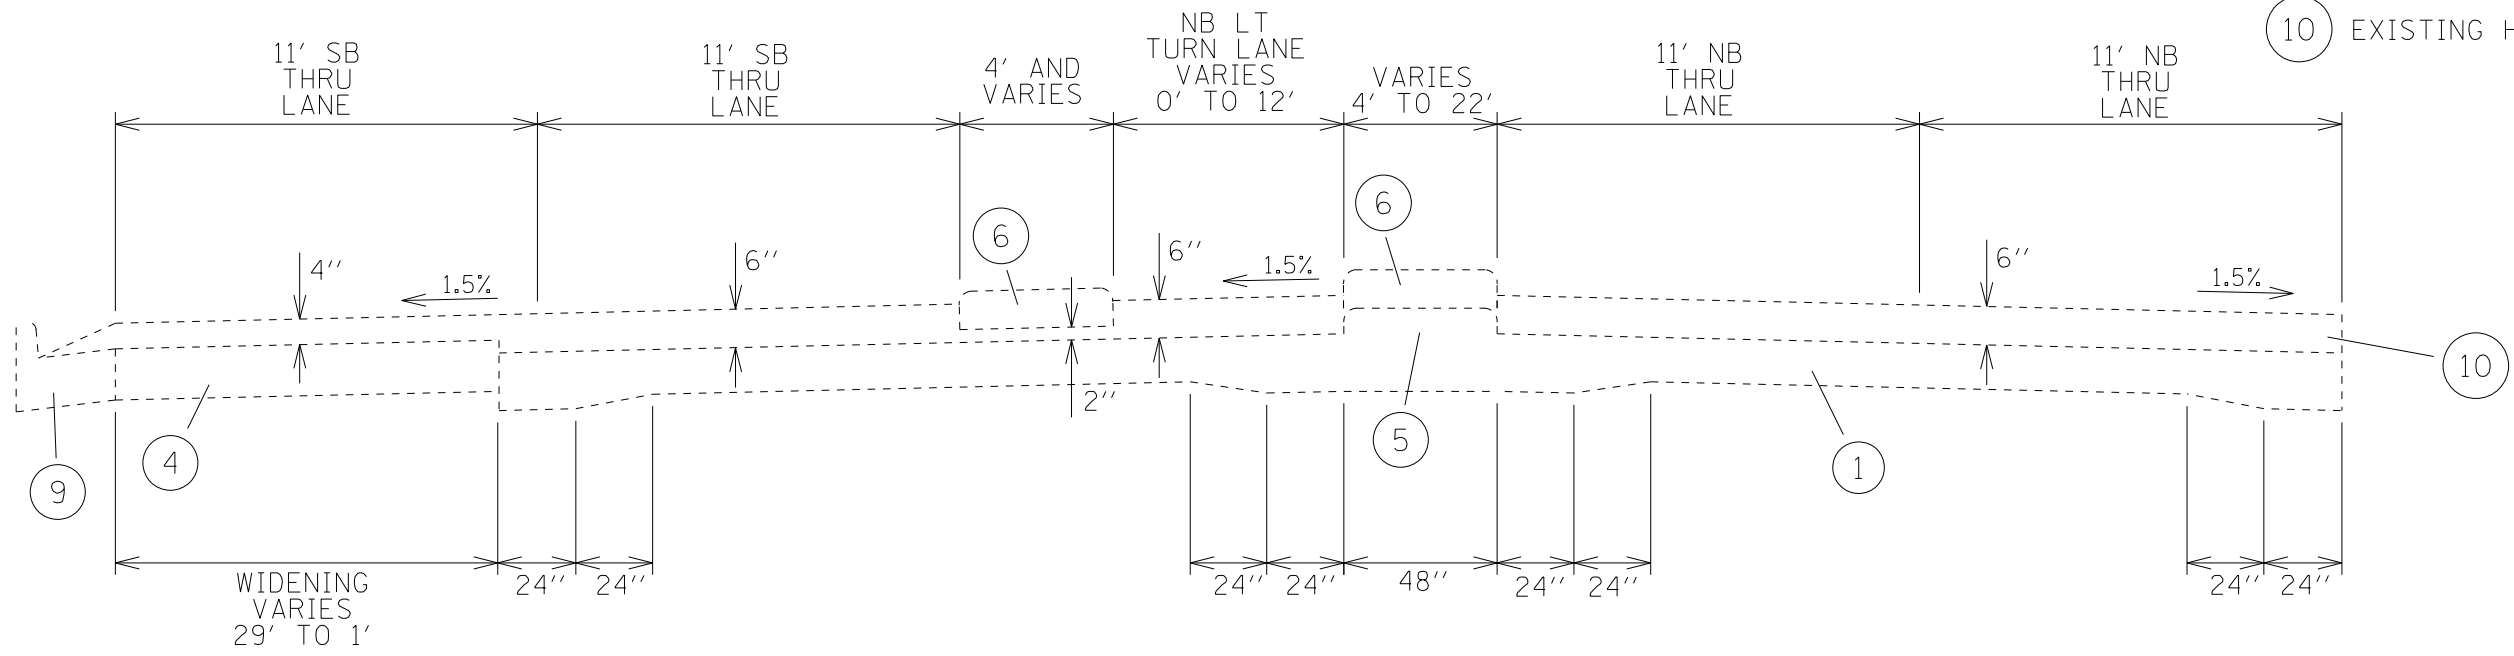 11' SB
THRU
LANE
11' SB
THRU
LANE
4' AND
VARIES
NB LT
TURN LANE
VARIES
0' TO 12'
VARIES
4' TO 22'
11' NB
THRU
LANE
11' NB
THRU
LANE
10 EXISTING
4''
1.5%
6''
6
6''
1.5%
6
6''
1.5%
2''
9
4
5
1
10
WIDENING
VARIES
29' TO 1'
24''
24''
24''
24''
48''
24''
24''
24''
24''